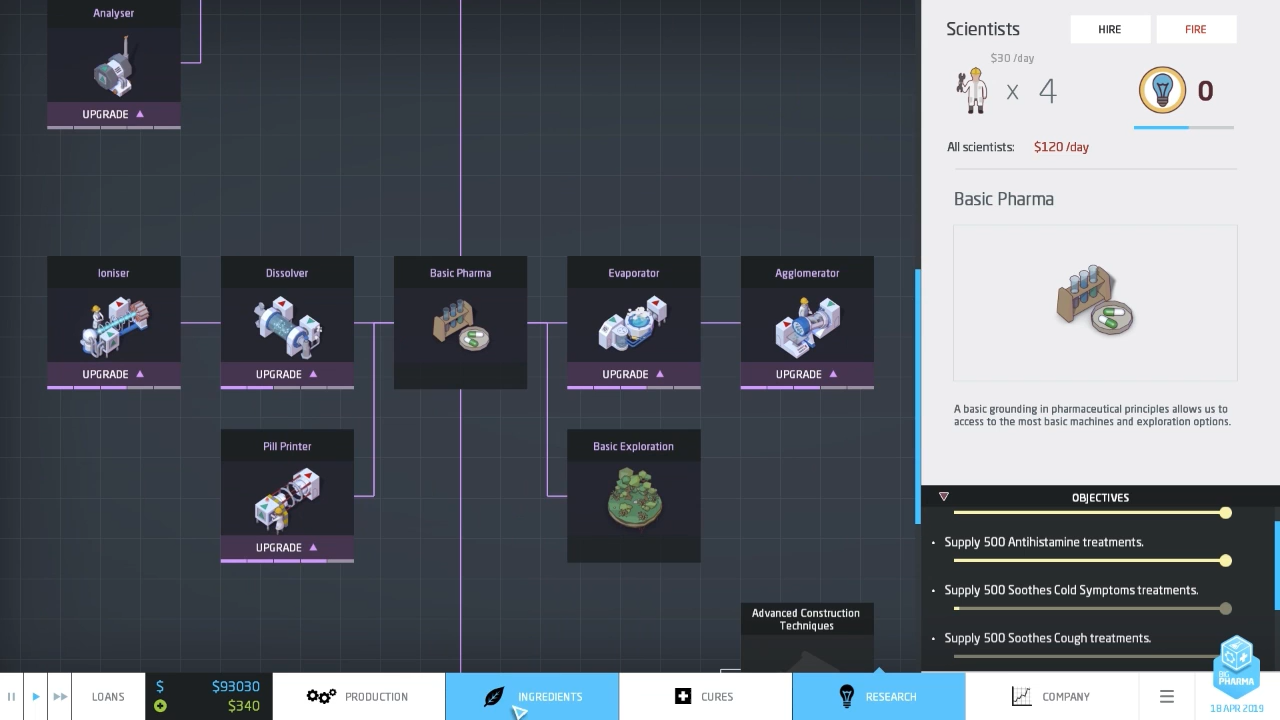 Analyser
UPGRADE
Ioniser
UPGRADE
Dissolver
UPGRADE
Basic Pharma
Evaporator
UPGRADE
Agglomerator
UPGRADE
Pill Printer
UPGRADE
Basic Exploration
Advanced Construction
Techniques
Scientists
HIRE
FIRE
$30 /day
x 4
0
All scientists: $120 /day
Basic Pharma
A basic grounding in pharmaceutical principles allows us to
access to the most basic machines and exploration options.
OBJECTIVES
• Supply 500 Antihistamine treatments.
• Supply 500 Soothes Cold Symptoms treatments.
• Supply 500 Soothes Cough treatments.
BIG
PHARMA
18 APR 2019
LOANS
$ $93030
$340
PRODUCTION
INGREDIENTS
CURES
RESEARCH
COMPANY